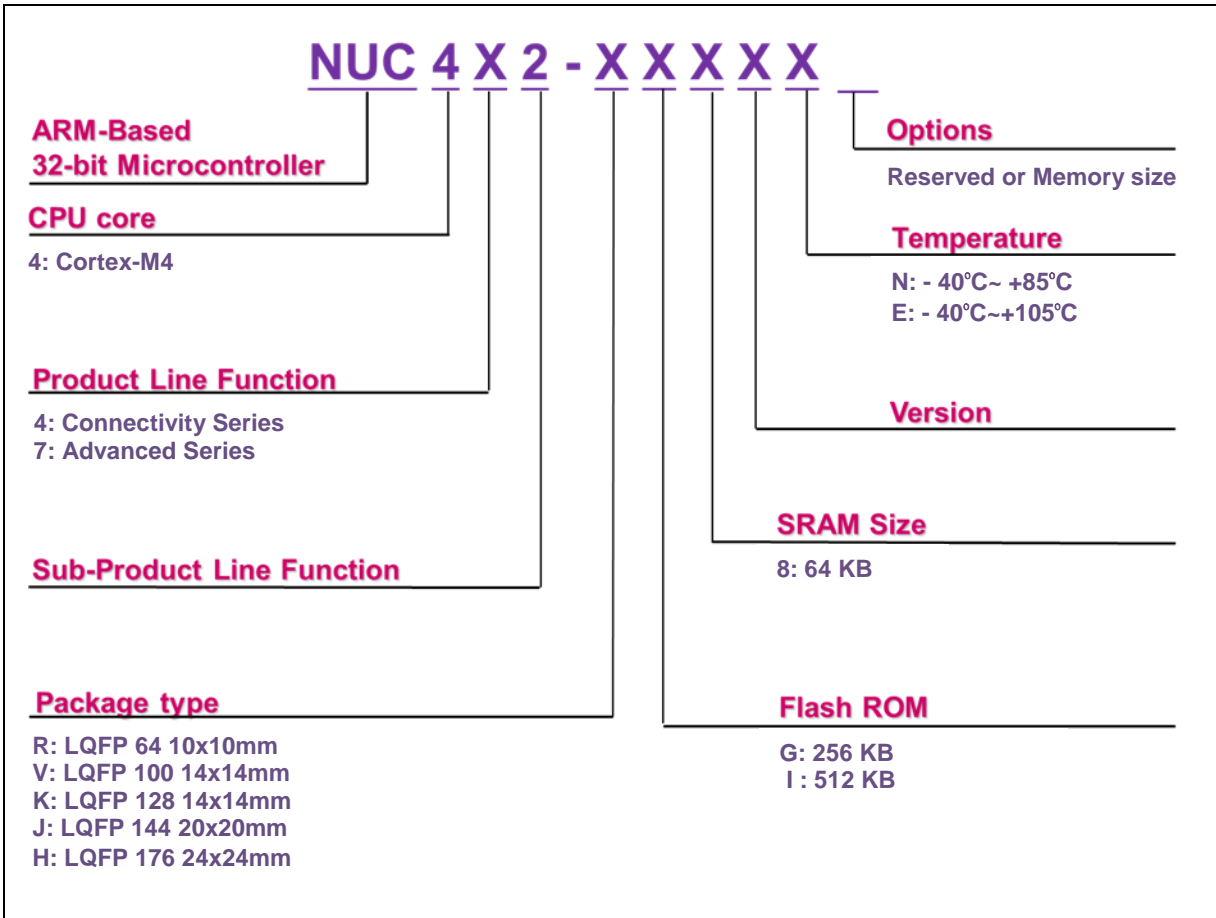 NUC 4 X 2 - X X X X X
ARM-Based
32-bit Microcontroller
CPU core
4: Cortex-M4
Product Line Function
4: Connectivity Series
7: Advanced Series
Sub-Product Line Function
Package type
R: LQFP 64 10x10mm
V: LQFP 100 14x14mm
K: LQFP 128 14x14mm
J: LQFP 144 20x20mm
H: LQFP 176 24x24mm
Options
Reserved or Memory size
Temperature
N: - 40°C~ +85°C
E: - 40°C~+105°C
Version
SRAM Size
8: 64 KB
Flash ROM
G: 256 KB
I : 512 KB